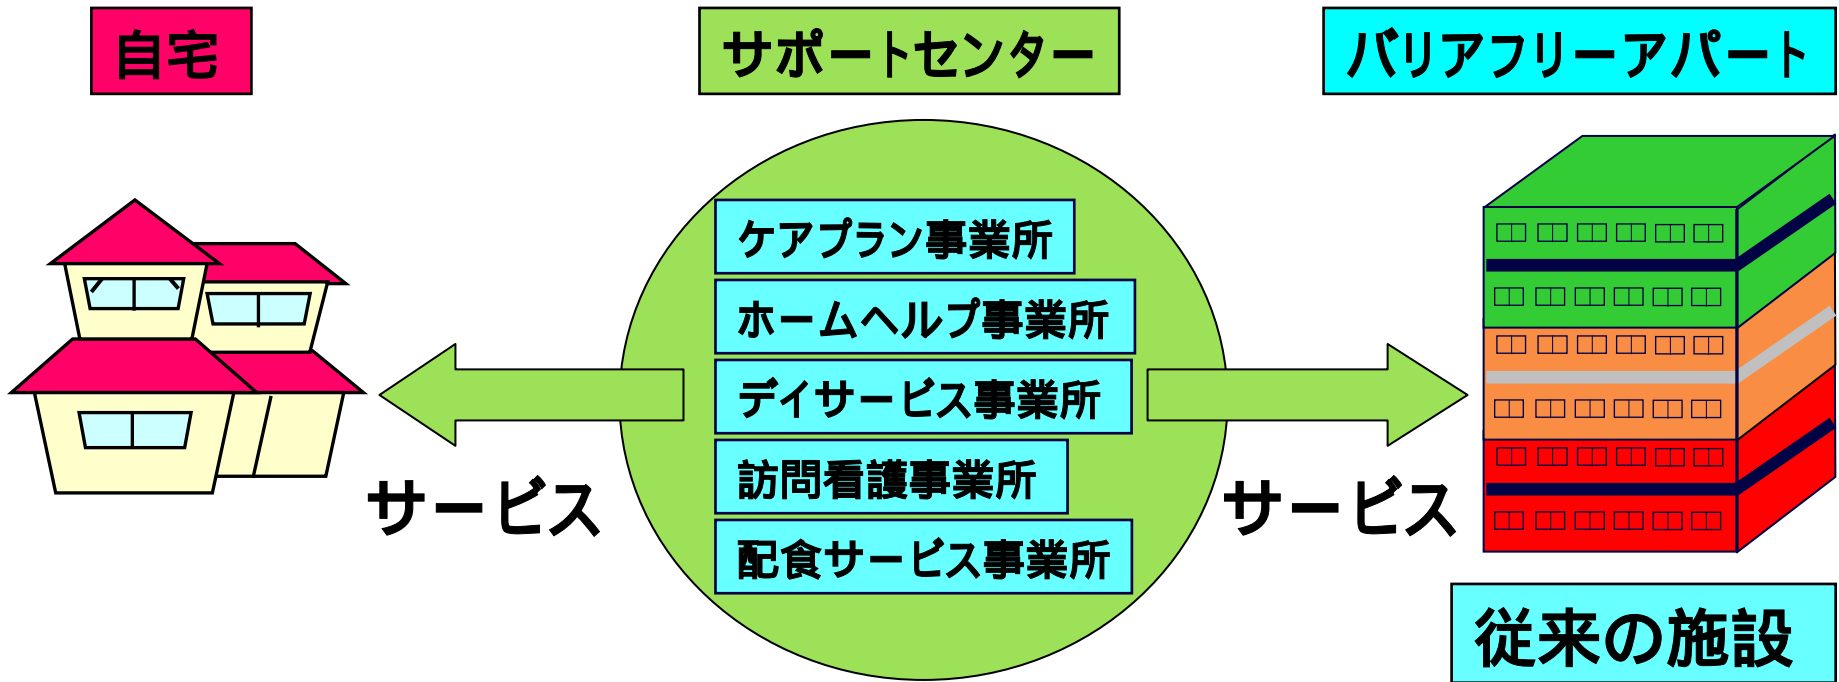 自宅
サポートセンター
バリアフリーアパート
ケアプラン事業所
ホームヘルプ事業所
デイサービス事業所
訪問看護事業所
配食サービス事業所
サービス
サービス
従来の施設